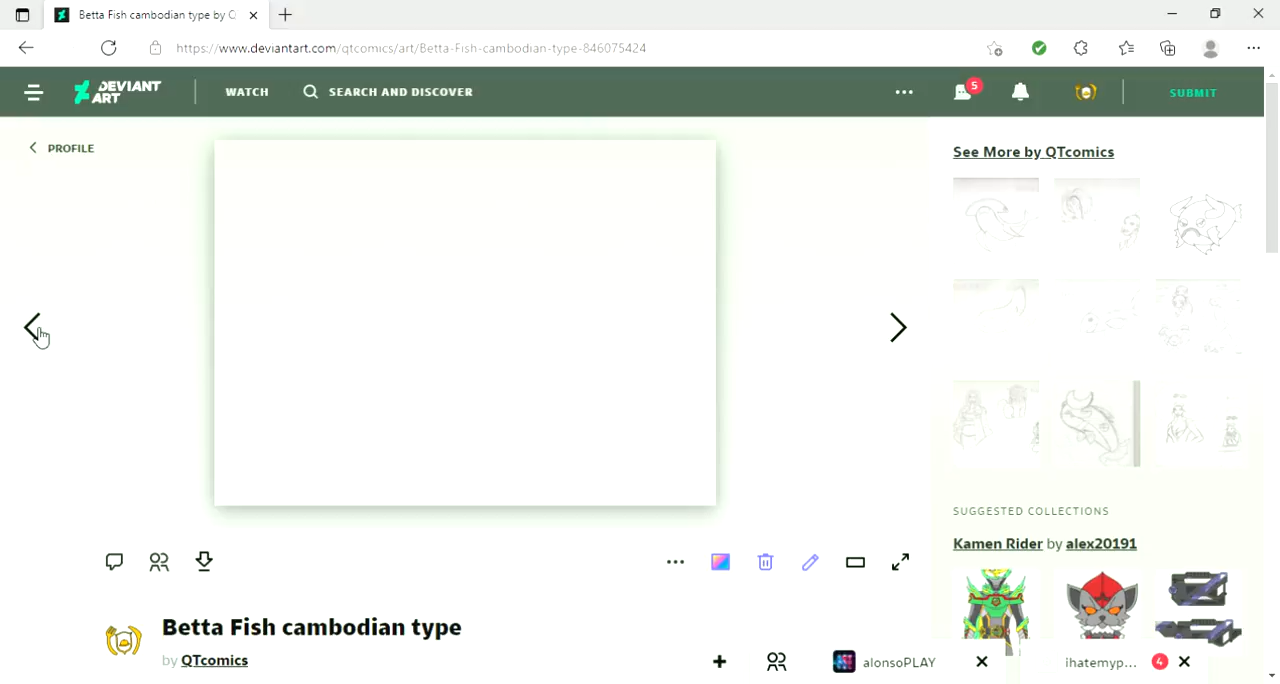 Betta Fish cambodian type by Q
https://www.deviantart.com/qtcomics/art/Betta-Fish-cambodian-type-846075424
DEVIANT
ART
WATCH
SEARCH AND DISCOVER
5
SUBMIT
PROFILE
See More by QTcomics
SUGGESTED COLLECTIONS
Kamen Rider by alex20191
Betta Fish cambodian type
by QTcomics
alonsoPLAY
ihatemyp...
4